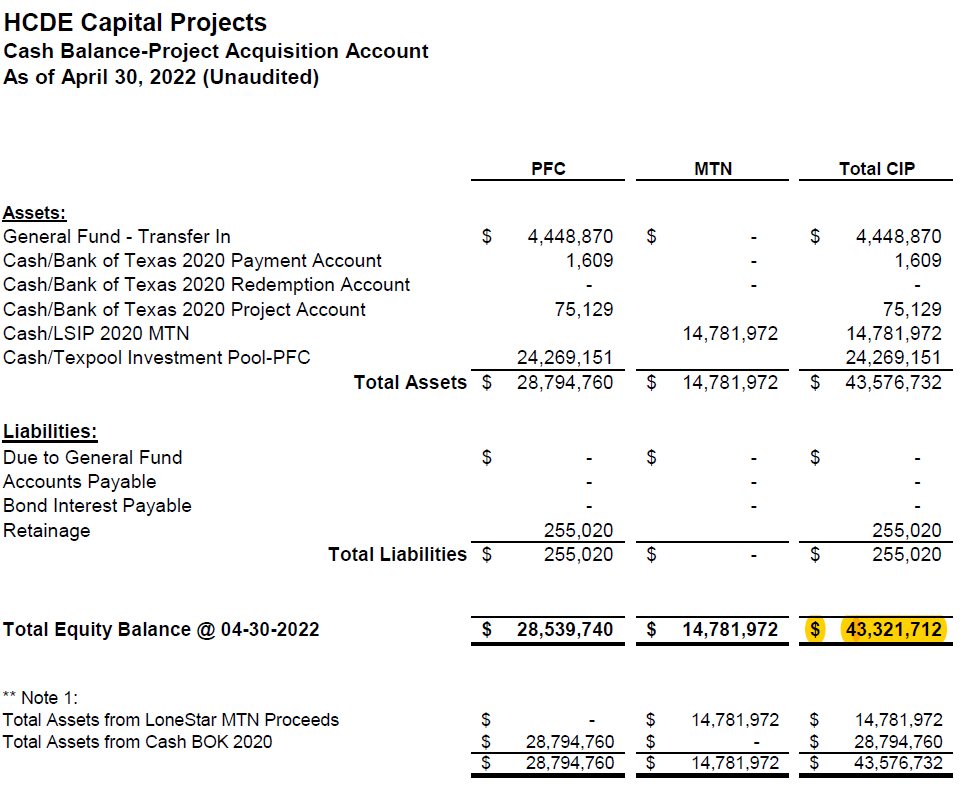 HCDE Capital Projects
Cash Balance-Project Acquisition Account
As of April 30, 2022 (Unaudited)
PFC MTN Total CIP
Assets:
General Fund - Transfer In $ 4,448,870 $ - $ 4,448,870
Cash/Bank of Texas 2020 Payment Account 1,609 - 1,609
Cash/Bank of Texas 2020 Redemption Account - - -
Cash/Bank of Texas 2020 Project Account 75,129 75,129
Cash/LSIP 2020 MTN 14,781,972 14,781,972
Cash/Texpool Investment Pool-PFC 24,269,151 24,269,151
Total Assets $ 28,794,760 $ 14,781,972 $ 43,576,732
Liabilities:
Due to General Fund $ - $ - $ -
Accounts Payable - - -
Bond Interest Payable - - -
Retainage 255,020 255,020
Total Liabilities $ 255,020 $ - $ 255,020
Total Equity Balance @ 04-30-2022 $ 28,539,740 $ 14,781,972 $ 43,321,712
** Note 1:
Total Assets from LoneStar MTN Proceeds $ - $ 14,781,972 $ 14,781,972
Total Assets from Cash BOK 2020 $ 28,794,760 $ - $ 28,794,760
$ 28,794,760 $ 14,781,972 $ 43,576,732